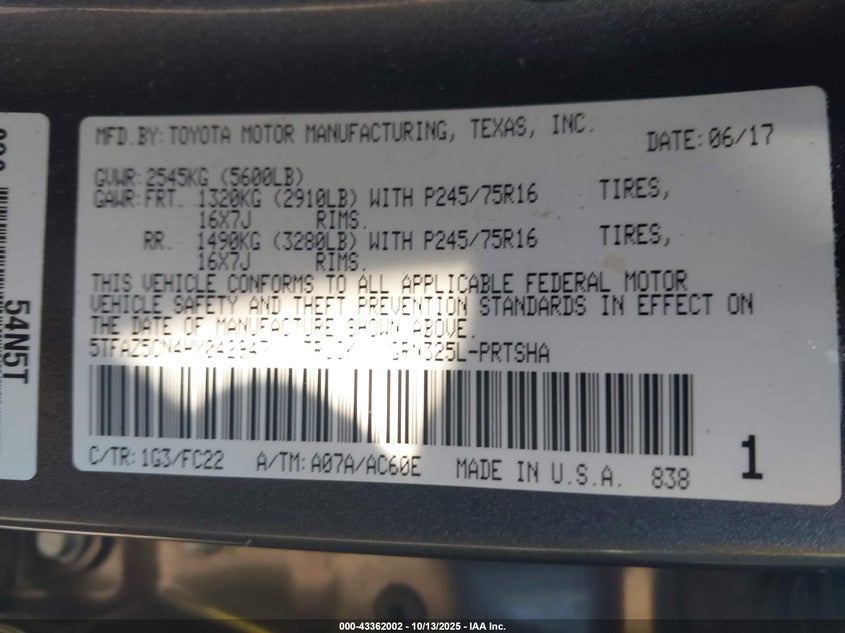 MFD. BY: TOYOTA MOTOR MANUFACTURING, TEXAS, INC. DATE: 06/17
GVWR: 2545KG (5600LB)
GAWR: FRT. 1320KG (2910LB) WITH P245/75R16 TIRES,
16X7J RIMS,
RR. 1490KG (3280LB) WITH P245/75R16 TIRES,
16X7J RIMS,
THIS VEHICLE CONFORMS TO ALL APPLICABLE FEDERAL MOTOR
VEHICLE SAFETY AND THEFT PREVENTION STANDARDS IN EFFECT ON
THE DATE OF MANUFACTURE SHOWN ABOVE.
C/TR: 1G3/FC22 A/TM: A07A/AC60E MADE IN U.S.A. 838
1
54N5T
000-43362002 - 10/13/2025 - IAA Inc.